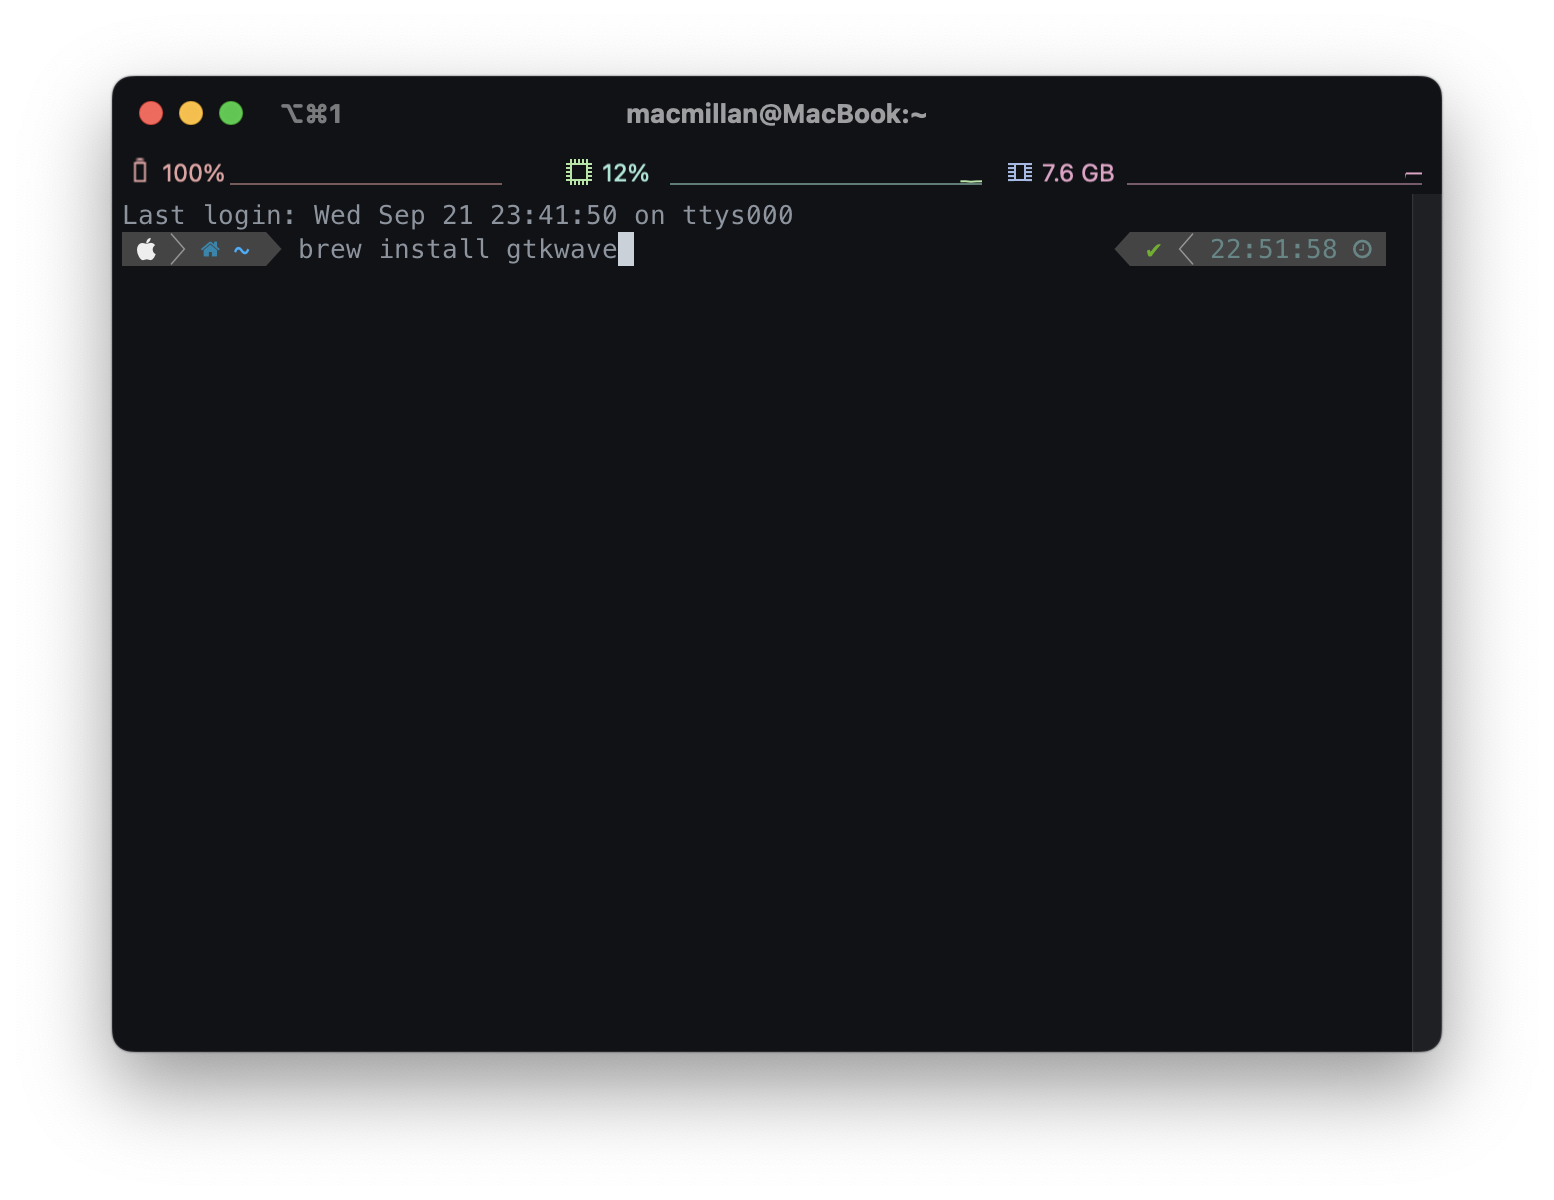 ⌥⌘1 macmillan@MacBook:~
100% 12% 7.6 GB
Last login: Wed Sep 21 23:41:50 on ttys000
~ brew install gtkwave ✔ 22:51:58